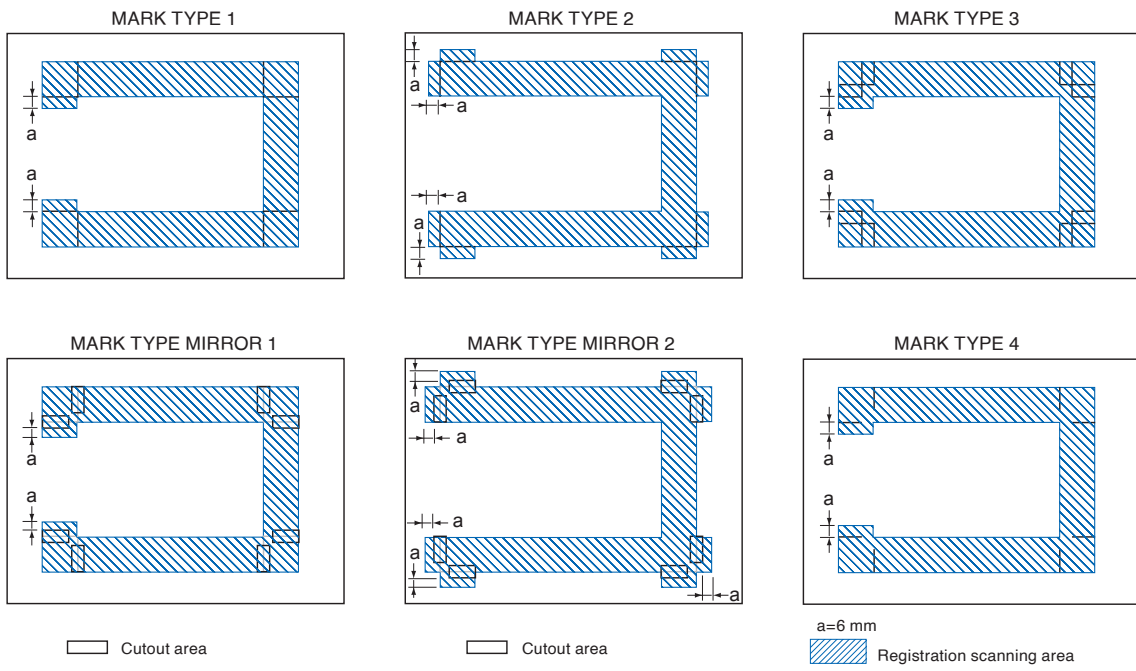 MARK TYPE 1
a
a
MARK TYPE 2
a
a
a
a
MARK TYPE 3
a
a
MARK TYPE MIRROR 1
a
a
MARK TYPE MIRROR 2
a
a
a
a
a
MARK TYPE 4
a
a
Cutout area
Cutout area
a=6 mm
Registration scanning area